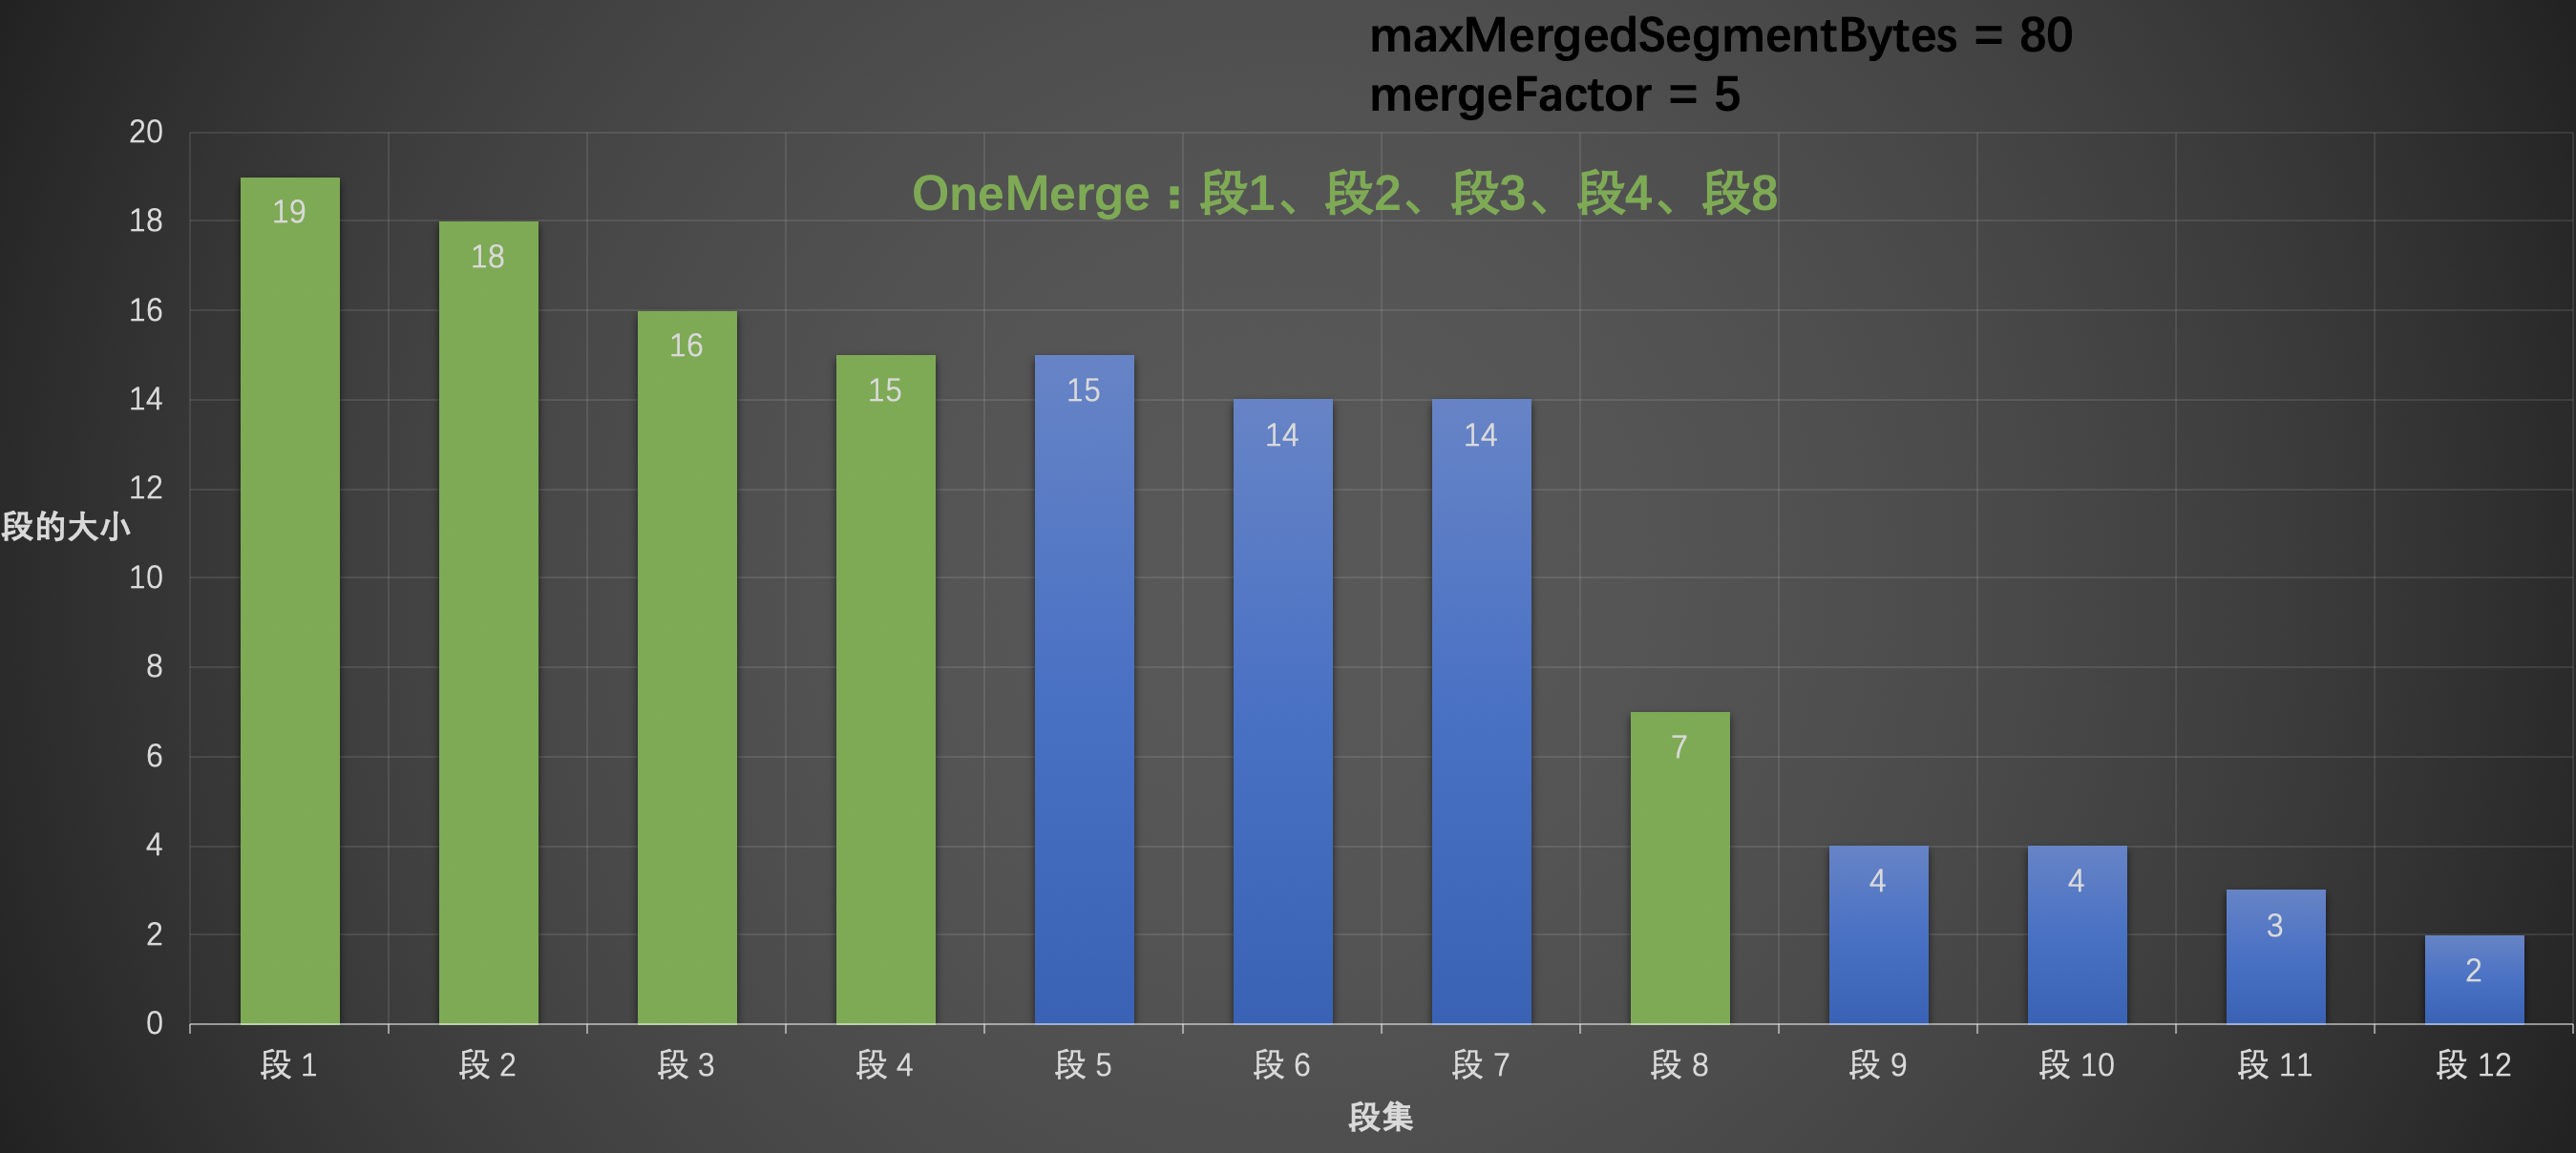 maxMergedSegmentBytes = 80
mergeFactor = 5
OneMerge：段1、段2、段3、段4、段8
20
18
16
14
12
10
8
6
4
2
0
段的大小
19
18
16
15
15
14
14
7
4
4
3
2
段 1
段 2
段 3
段 4
段 5
段 6
段 7
段 8
段 9
段 10
段 11
段 12
段集